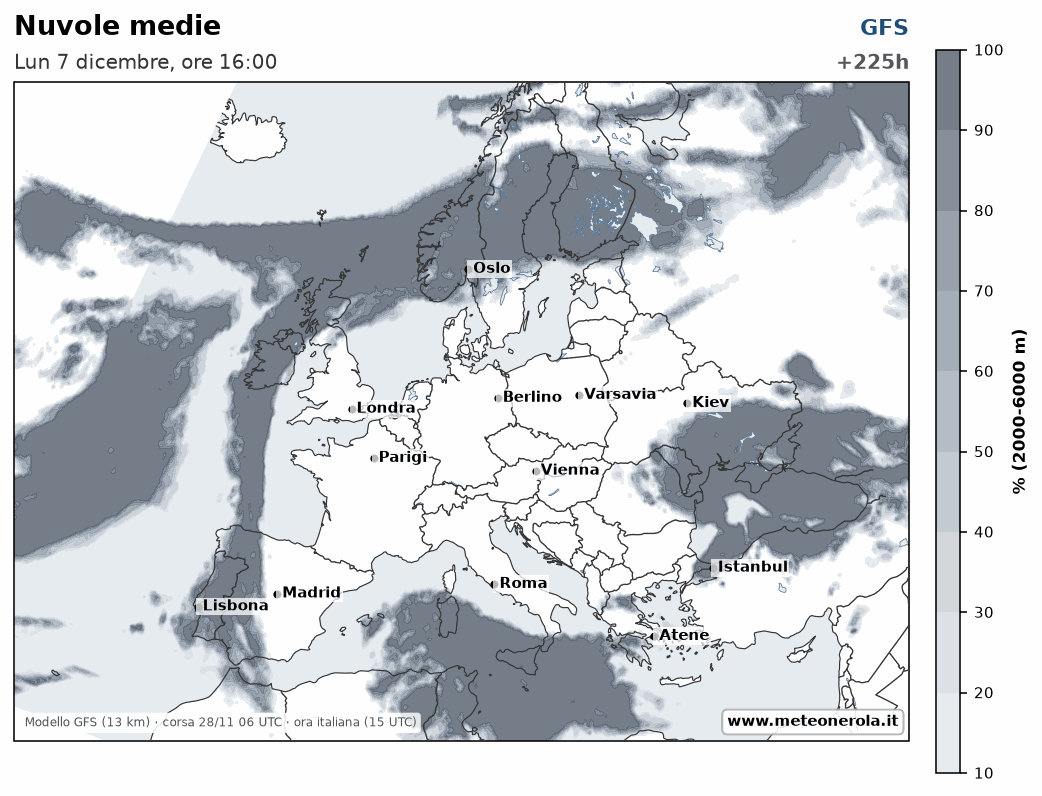 Nuvole medie
GFS
Lun 7 dicembre, ore 16:00
+225h
100
90
80
70
60
50
40
30
20
10
% (2000-6000 m)
Oslo
Londra
Berlino
Varsavia
Kiev
Parigi
Vienna
Istanbul
Roma
Madrid
Lisbona
Atene
Modello GFS (13 km) · corsa 28/11 06 UTC · ora italiana (15 UTC)
www.meteonerola.it